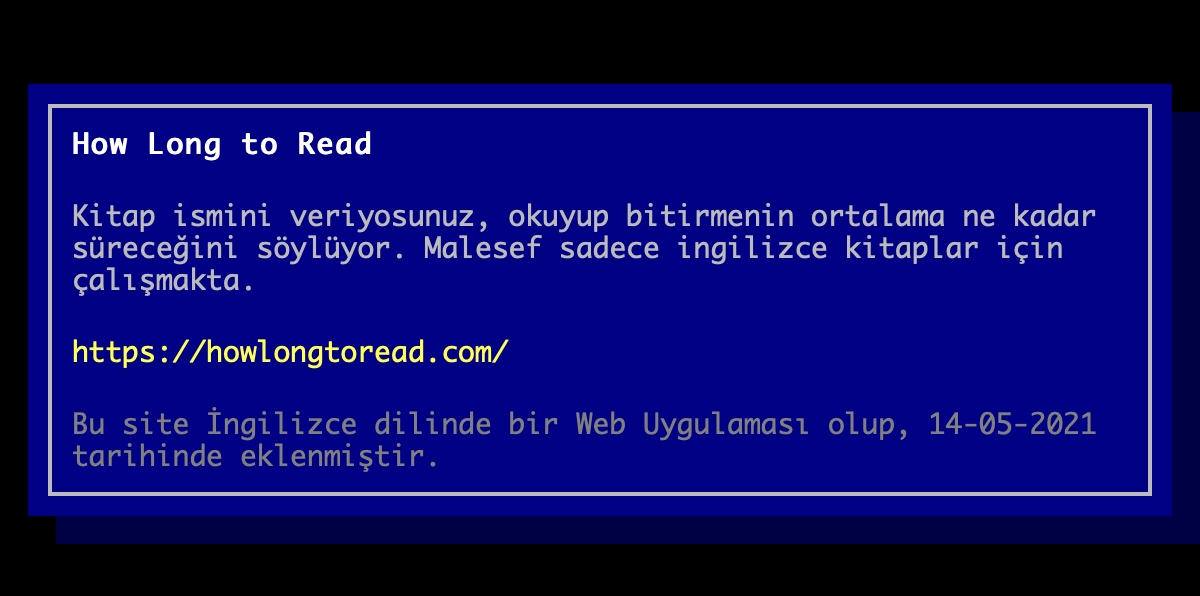 How Long to Read
Kitap ismini veriyosunuz, okuyup bitirmenin ortalama ne kadar
süreceğini söylüyor. Malesef sadece ingilizce kitaplar için
çalışmakta.
https://howlongtoread.com/
Bu site İngilizce dilinde bir Web Uygulaması olup, 14-05-2021
tarihinde eklenmiştir.